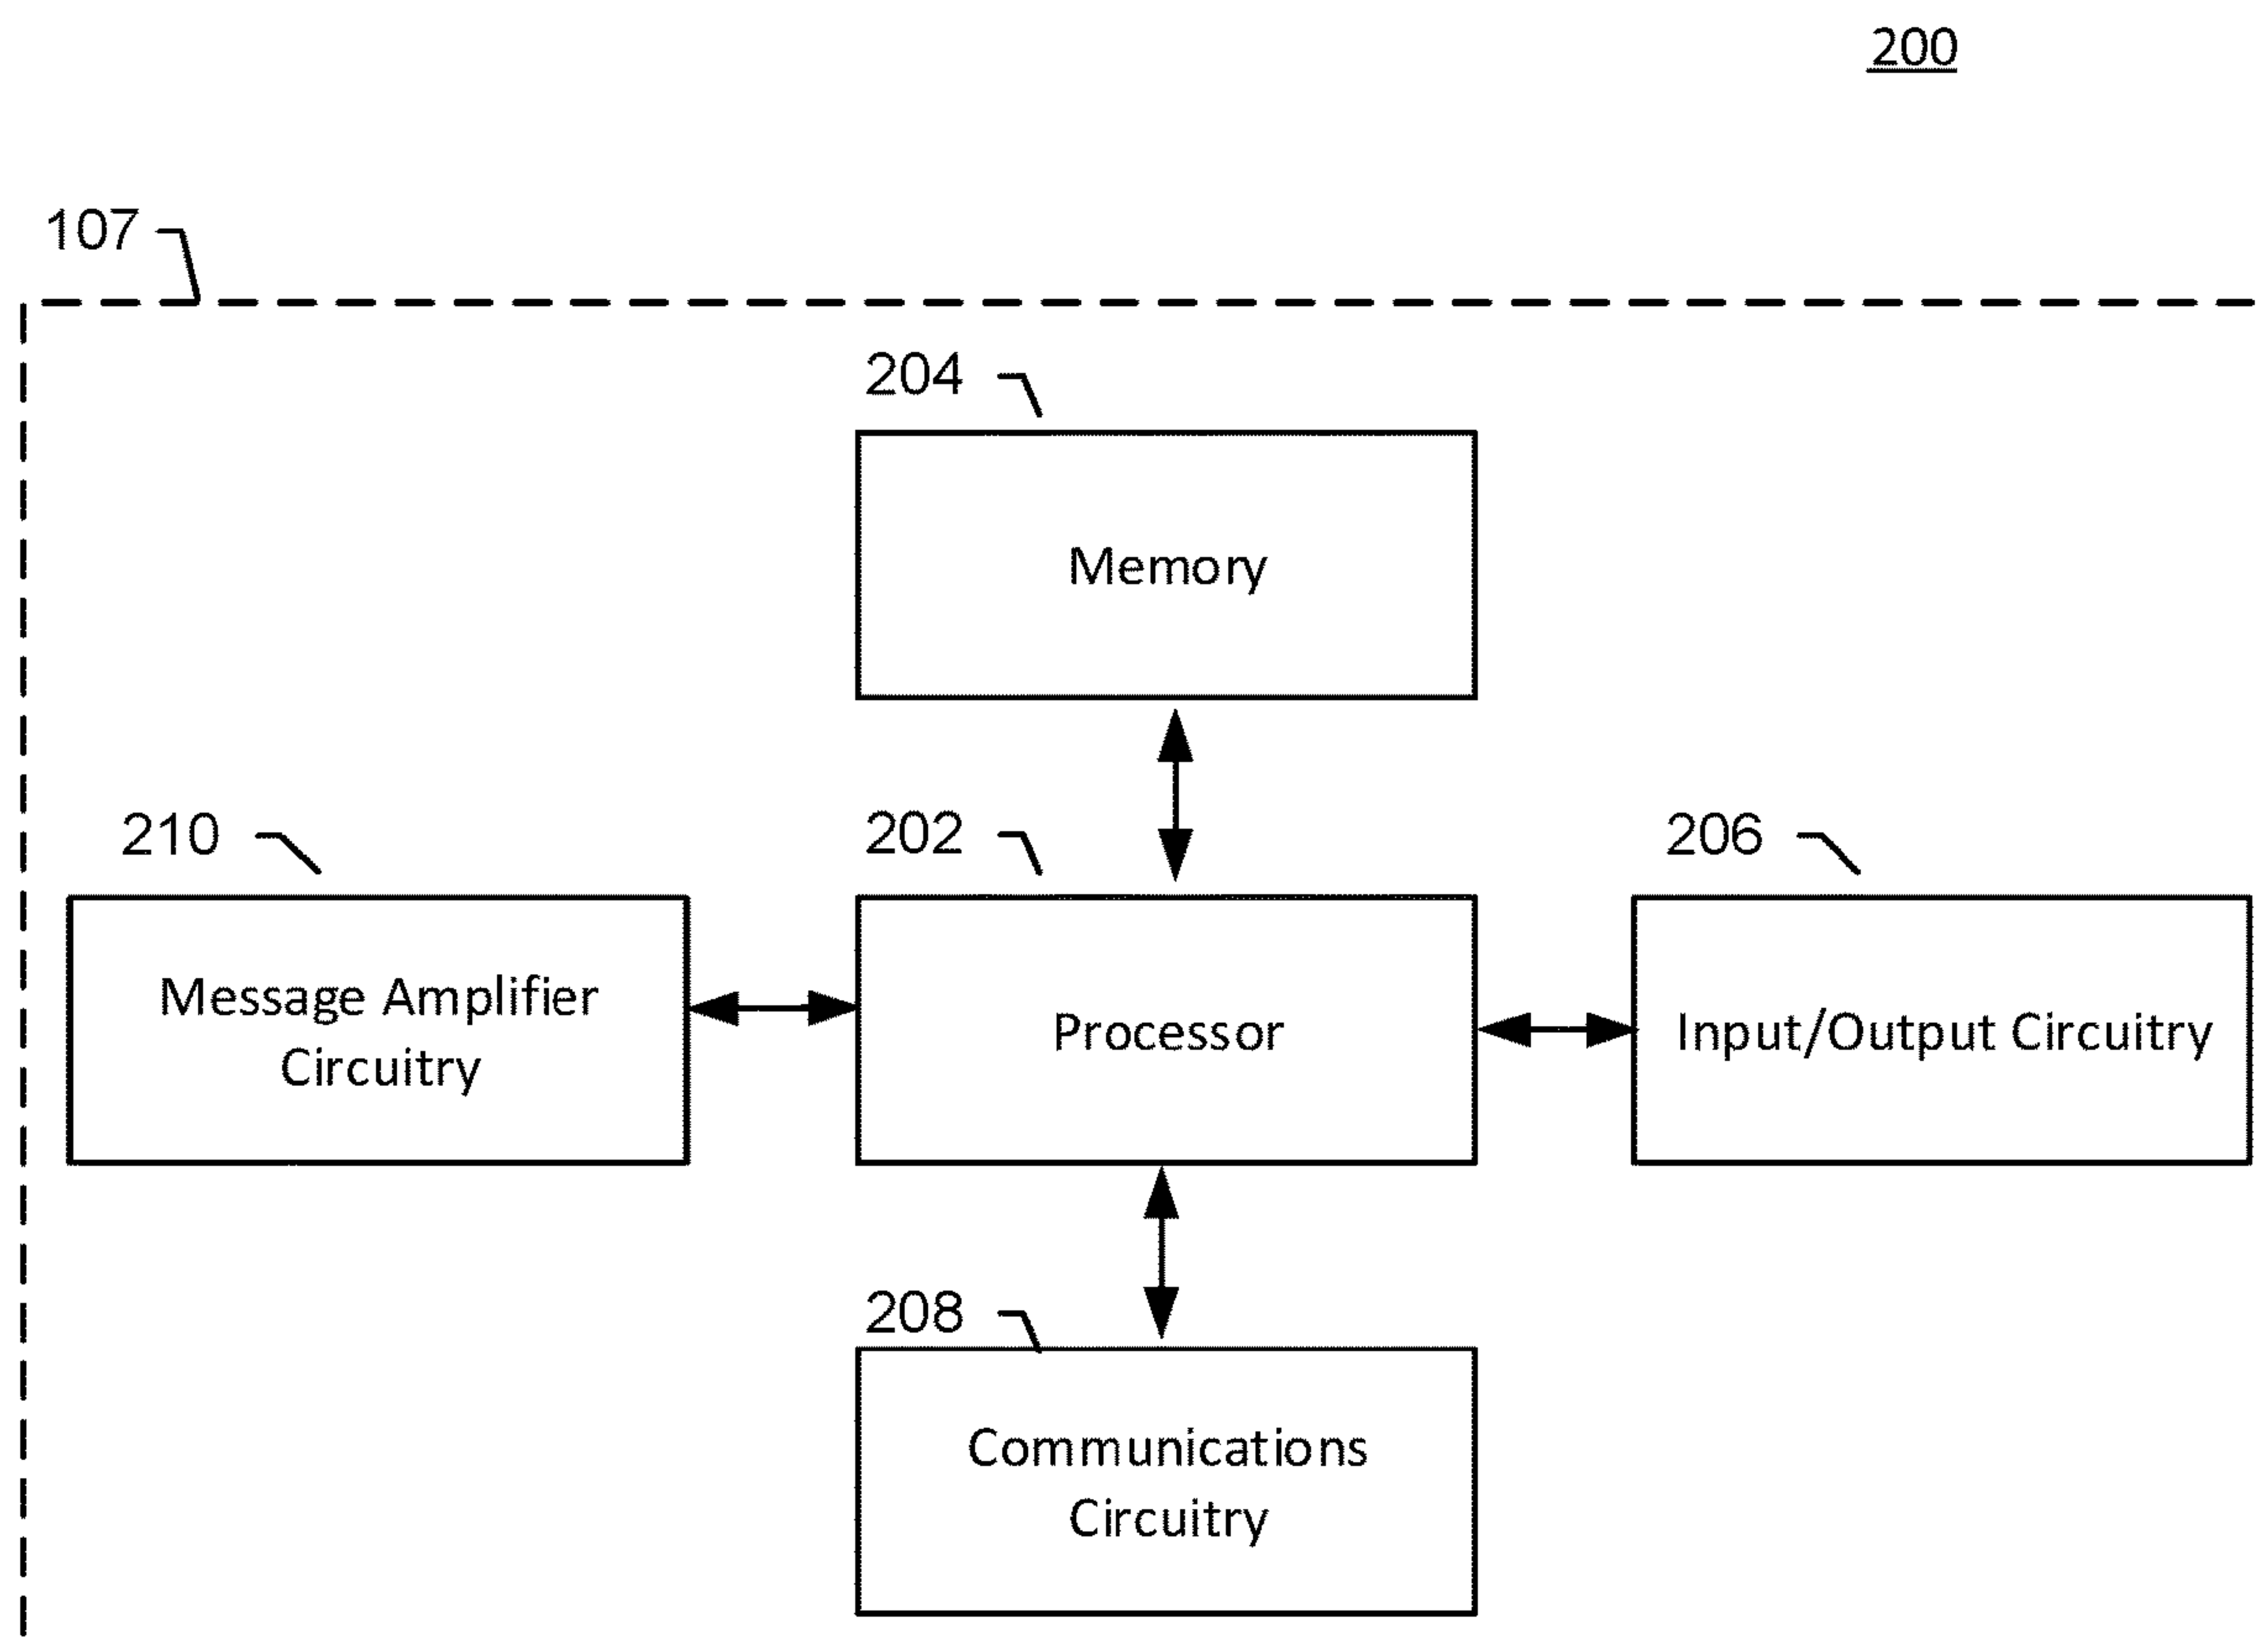 200
107
204
Memory
210
202
206
Message Amplifier
Circuitry
Processor
Input/Output Circuitry
208
Communications
Circuitry